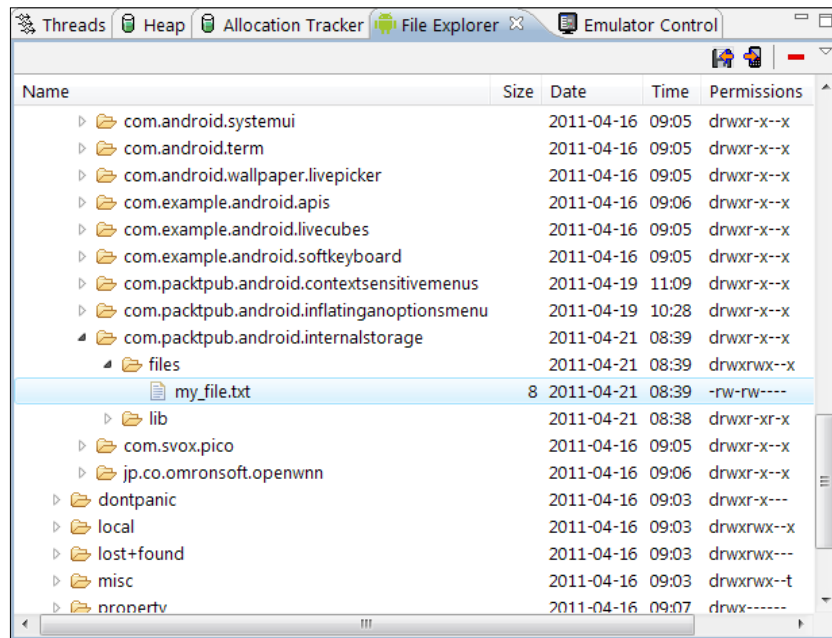 Threads Heap Allocation Tracker File Explorer Emulator Control
Name Size Date Time Permissions
com.android.systemui 2011-04-16 09:05 drwxr-x--x
com.android.term 2011-04-16 09:05 drwxr-x--x
com.android.wallpaper.livepicker 2011-04-16 09:05 drwxr-x--x
com.example.android.apis 2011-04-16 09:06 drwxr-x--x
com.example.android.livecubes 2011-04-16 09:05 drwxr-x--x
com.example.android.softkeyboard 2011-04-16 09:05 drwxr-x--x
com.packtpub.android.contextsensitivemenus 2011-04-19 11:09 drwxr-x--x
com.packtpub.android.inflatinganoptionsmenu 2011-04-19 10:28 drwxr-x--x
com.packtpub.android.internalstorage 2011-04-21 08:39 drwxr-x--x
files 2011-04-21 08:39 drwxrwx--x
my_file.txt 8 2011-04-21 08:39 -rw-rw----
lib 2011-04-21 08:38 drwxr-xr-x
com.svox.pico 2011-04-16 09:05 drwxr-x--x
jp.co.omronsoft.openwnn 2011-04-16 09:06 drwxr-x--x
dontpanic 2011-04-16 09:03 drwxr-x---
local 2011-04-16 09:03 drwxrwx--x
lost+found 2011-04-16 09:03 drwxrwx---
misc 2011-04-16 09:03 drwxrwx--t
property 2011-04-16 09:07 drwx------